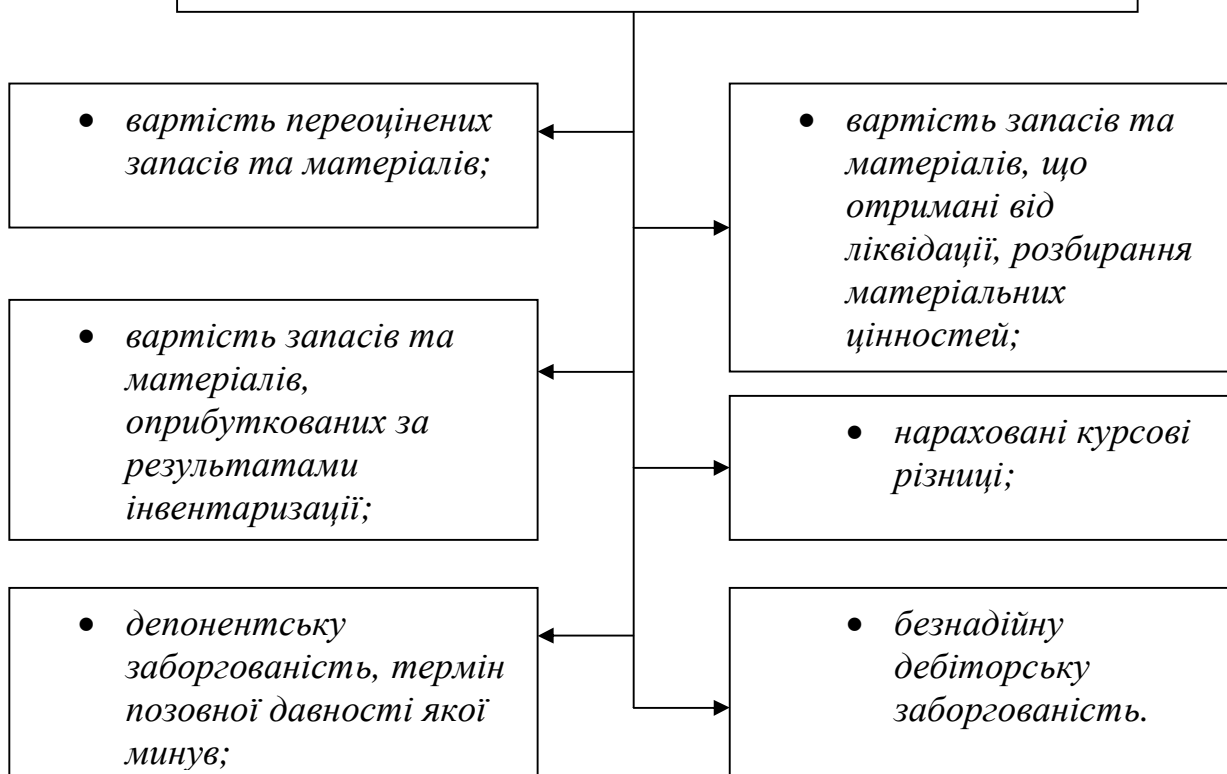 • вартість переоцінених
запасів та матеріалів;
• вартість запасів та
матеріалів, що
отримані від
ліквідації, розбирання
матеріальних
цінностей;
• вартість запасів та
матеріалів,
оприбуткованих за
результатами
інвентаризації;
• нараховані курсові
різниці;
• депонентську
заборгованість, термін
позовної давності якої
минув;
• безнадійну
дебіторську
заборгованість.